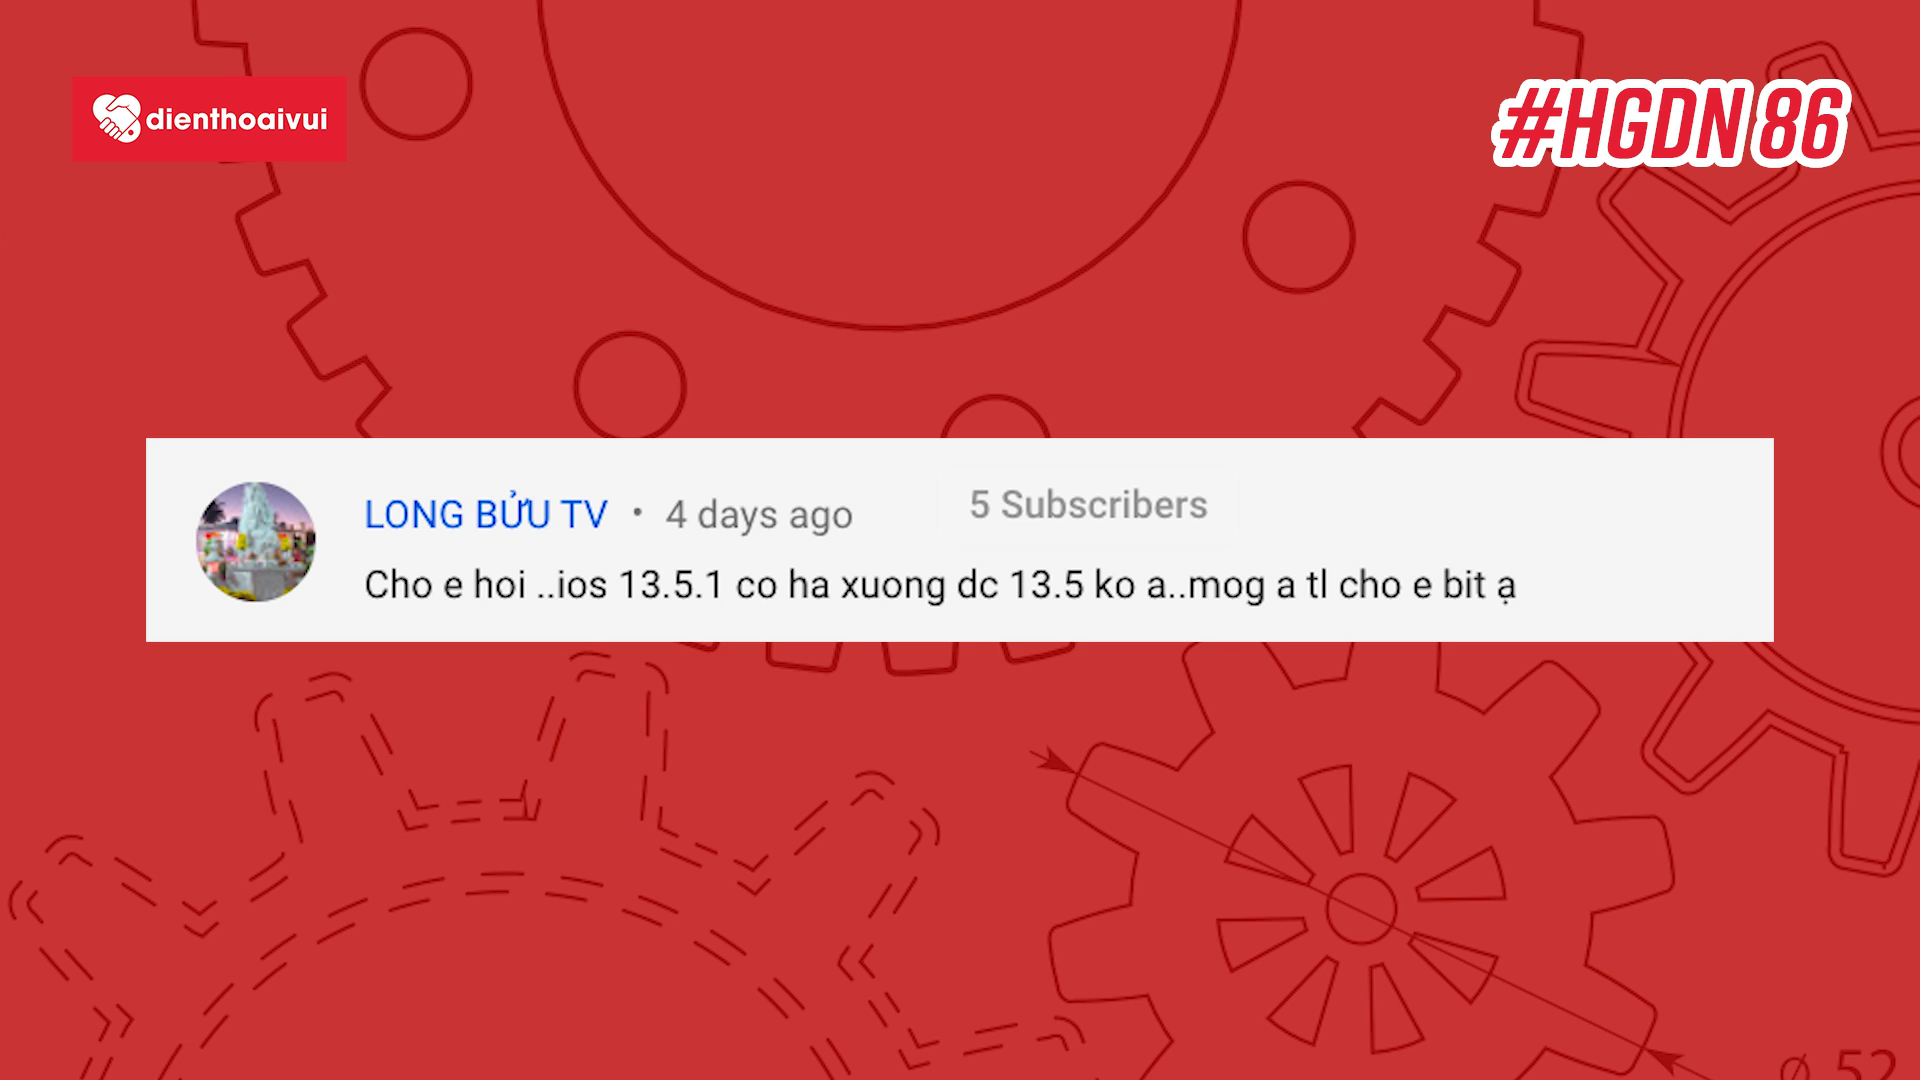 dienthoaivui
#HGDN 86
LONG BỬU TV • 4 days ago 5 Subscribers
Cho e hoi ..ios 13.5.1 co ha xuong dc 13.5 ko a..mog a tl cho e bit ạ
ø 52